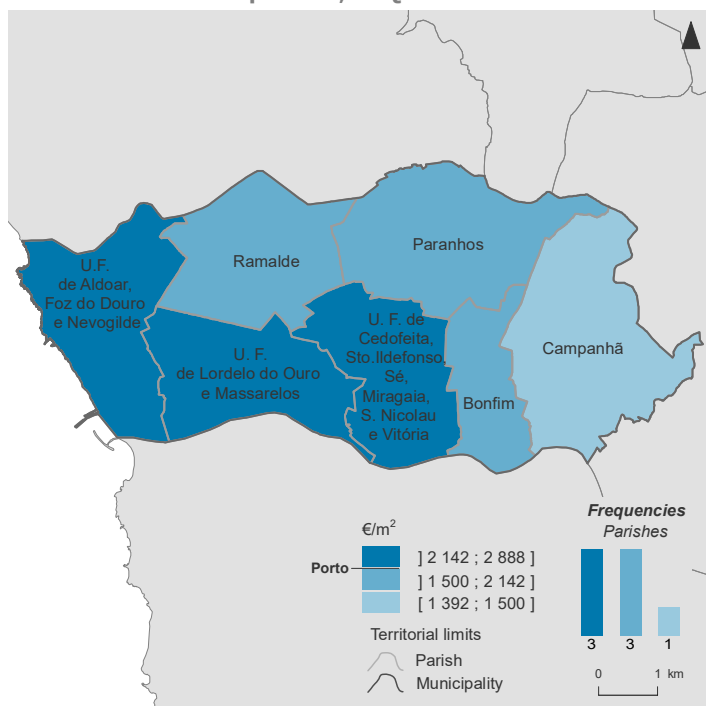 Paranhos
Ramalde
U.F.
de Aldoar,
Foz do Douro
e Nevogilde
U. F. de
Cedofeita,
Sto.Ildefonso,
Sé,
Miragaia,
S. Nicolau
e Vitória
Campanhã
U. F.
de Lordelo do Ouro
e Massarelos
Bonfim
€/m²
Porto
] 2 142 ; 2 888 ]
] 1 500 ; 2 142 ]
[ 1 392 ; 1 500 ]
Territorial limits
Parish
Municipality
Frequencies
Parishes
3 3 1
0 1 km